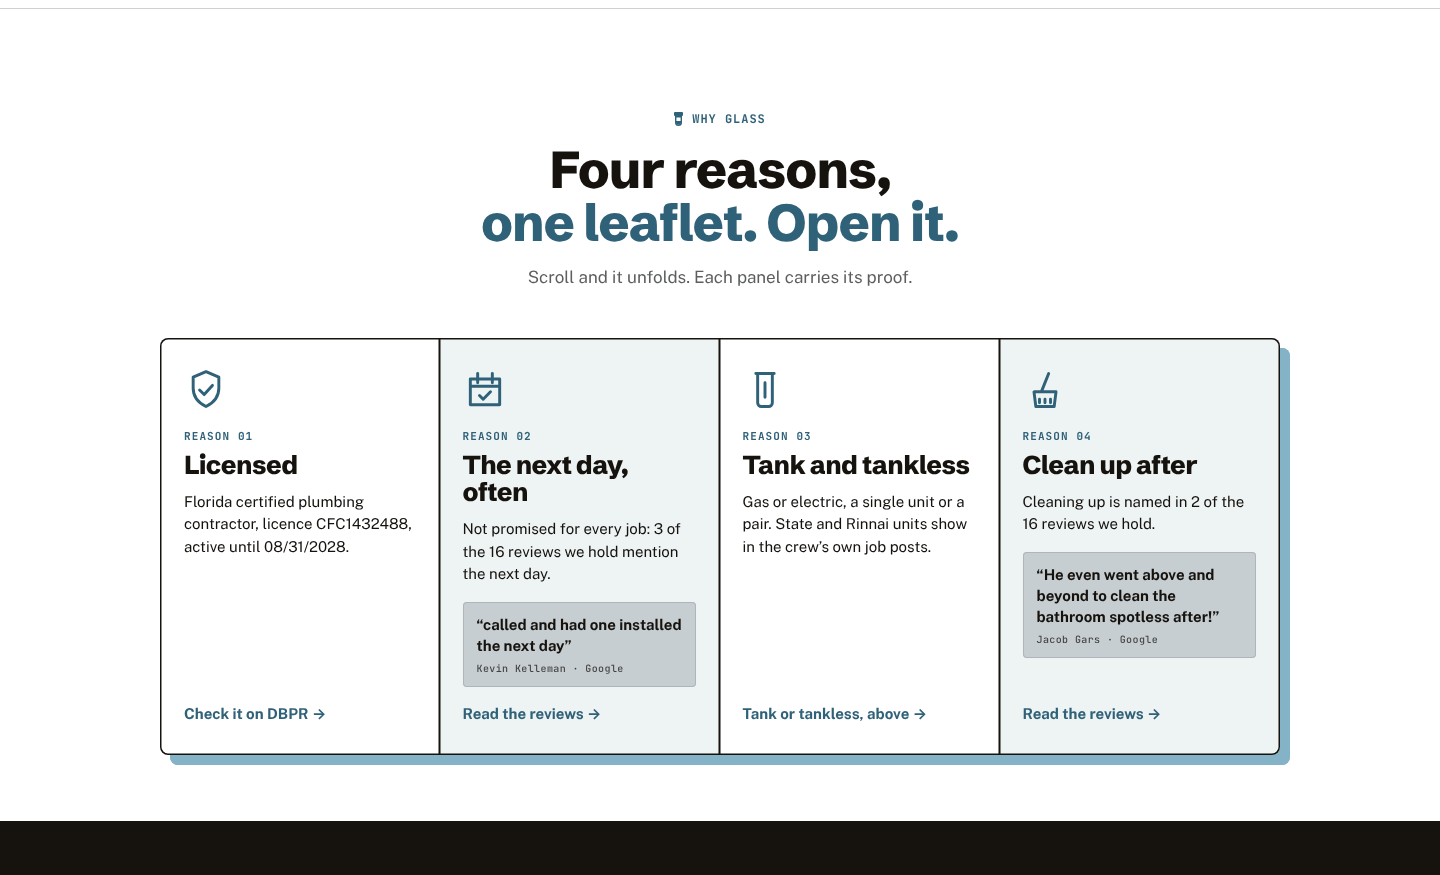 WHY GLASS
Four reasons,
one leaflet. Open it.
Scroll and it unfolds. Each panel carries its proof.
REASON 01
Licensed
Florida certified plumbing
contractor, licence CFC1432488,
active until 08/31/2028.
Check it on DBPR →
REASON 02
The next day,
often
Not promised for every job: 3 of
the 16 reviews we hold mention
the next day.
“called and had one installed
the next day”
Kevin Kelleman · Google
Read the reviews →
REASON 03
Tank and tankless
Gas or electric, a single unit or a
pair. State and Rinnai units show
in the crew’s own job posts.
Tank or tankless, above →
REASON 04
Clean up after
Cleaning up is named in 2 of the
16 reviews we hold.
“He even went above and
beyond to clean the
bathroom spotless after!”
Jacob Gars · Google
Read the reviews →